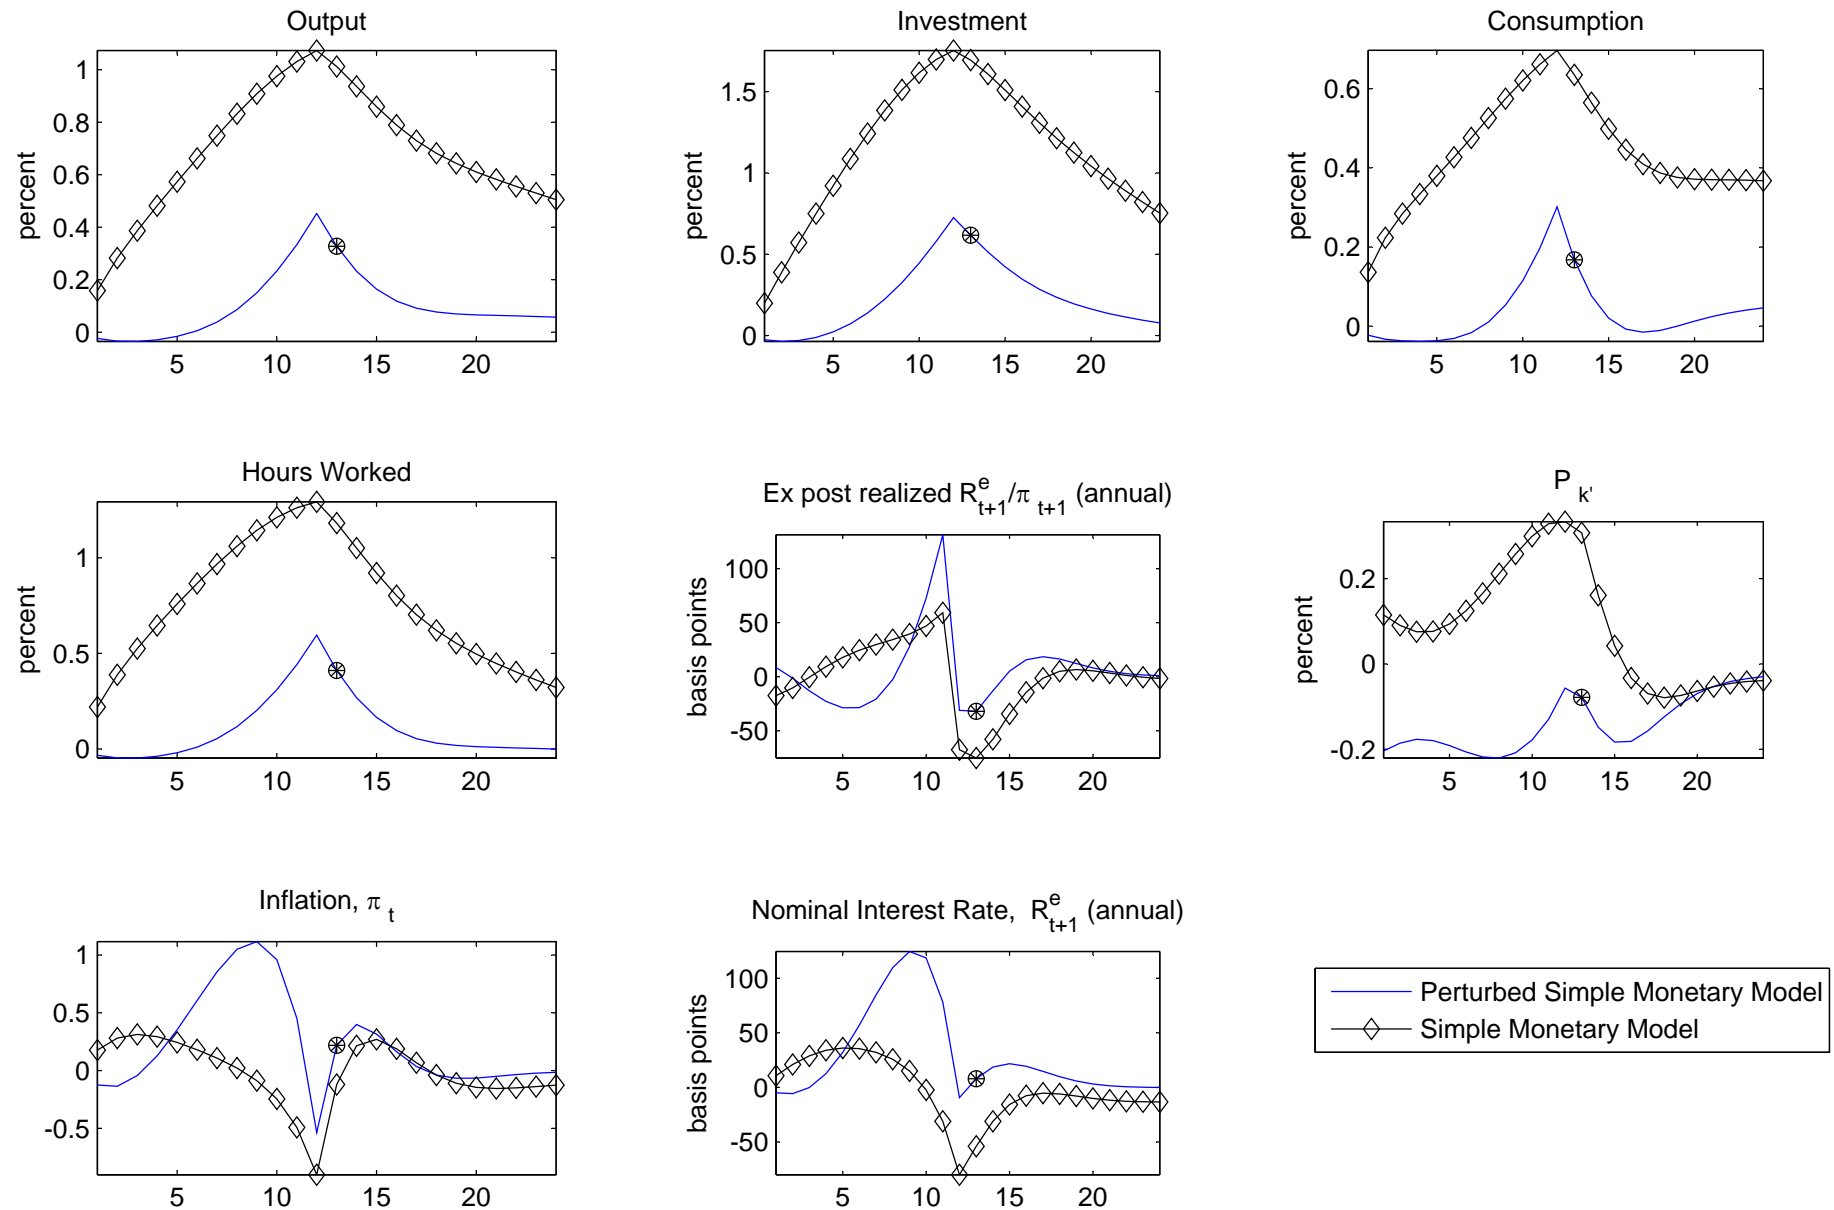 Output
percent
1
0.8
0.6
0.4
0.2
0
5 10 15 20
Investment
percent
1.5
1
0.5
0
5 10 15 20
Consumption
percent
0.6
0.4
0.2
0
5 10 15 20
Hours Worked
percent
1
0.5
0
5 10 15 20
Ex post realized R^e_{t+1}/π_{t+1} (annual)
basis points
100
50
0
-50
5 10 15 20
P_{k'}
percent
0.2
0
-0.2
5 10 15 20
Inflation, π_t
1
0.5
0
-0.5
5 10 15 20
Nominal Interest Rate, R^e_{t+1} (annual)
basis points
100
50
0
-50
5 10 15 20
Perturbed Simple Monetary Model
Simple Monetary Model